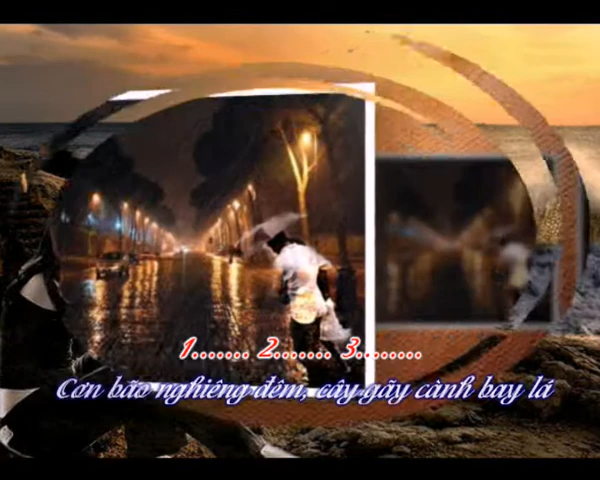 1....... 2....... 3........
Cơn bão nghiêng đêm, cây gãy cành bay lá